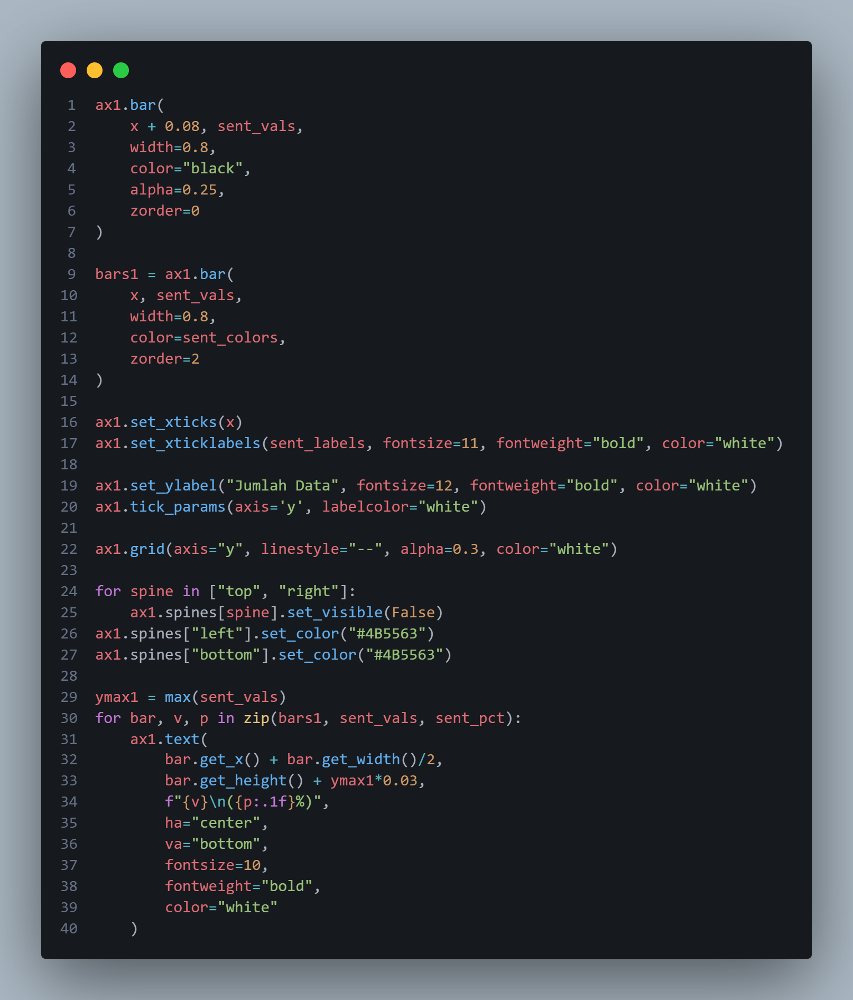 1 ax1.bar(
2     x + 0.08, sent_vals,
3     width=0.8,
4     color="black",
5     alpha=0.25,
6     zorder=0
7 )
8
9 bars1 = ax1.bar(
10     x, sent_vals,
11     width=0.8,
12     color=sent_colors,
13     zorder=2
14 )
15
16 ax1.set_xticks(x)
17 ax1.set_xticklabels(sent_labels, fontsize=11, fontweight="bold", color="white")
18
19 ax1.set_ylabel("Jumlah Data", fontsize=12, fontweight="bold", color="white")
20 ax1.tick_params(axis='y', labelcolor="white")
21
22 ax1.grid(axis="y", linestyle="--", alpha=0.3, color="white")
23
24 for spine in ["top", "right"]:
25     ax1.spines[spine].set_visible(False)
26 ax1.spines["left"].set_color("#4B5563")
27 ax1.spines["bottom"].set_color("#4B5563")
28
29 ymax1 = max(sent_vals)
30 for bar, v, p in zip(bars1, sent_vals, sent_pct):
31     ax1.text(
32         bar.get_x() + bar.get_width()/2,
33         bar.get_height() + ymax1*0.03,
34         f"{v}\n({p:.1f}%)",
35         ha="center",
36         va="bottom",
37         fontsize=10,
38         fontweight="bold",
39         color="white"
40     )